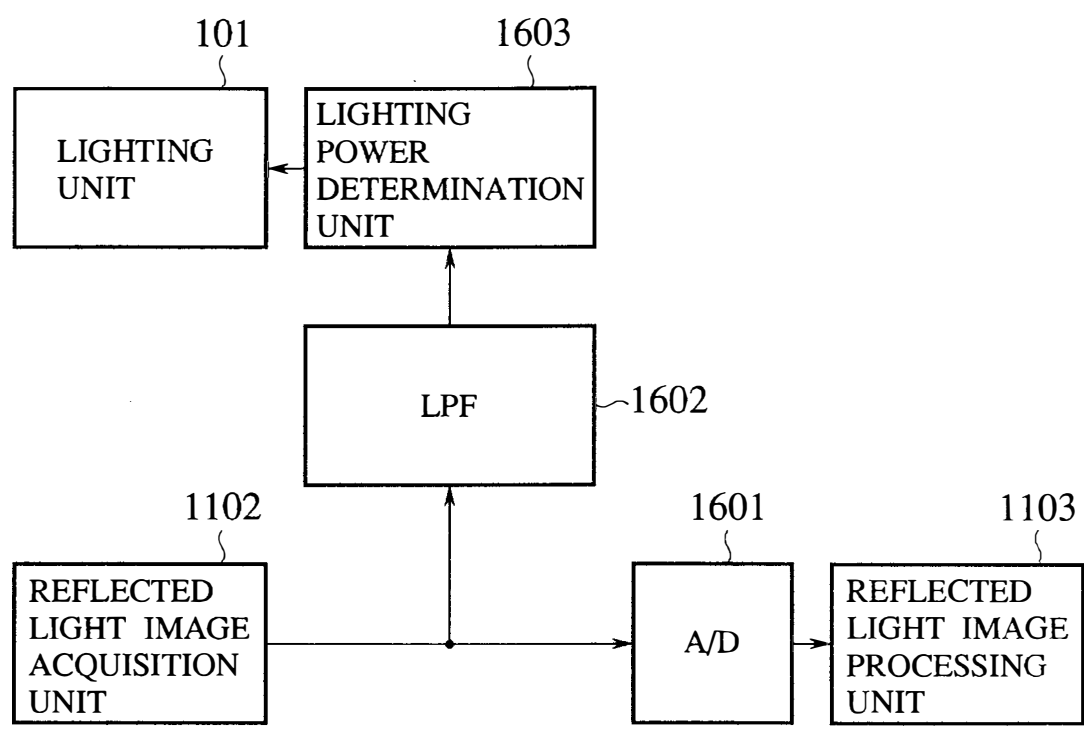 101
1603
LIGHTING
UNIT
LIGHTING
POWER
DETERMINATION
UNIT
LPF
1602
1102
1601
1103
REFLECTED
LIGHT IMAGE
ACQUISITION
UNIT
A/D
REFLECTED
LIGHT IMAGE
PROCESSING
UNIT